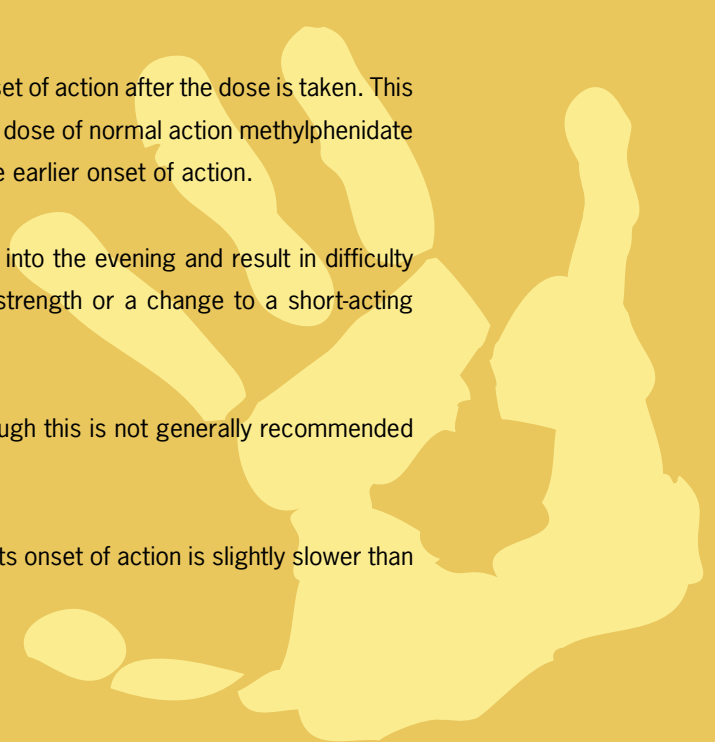 set of action after the dose is taken. This
dose of normal action methylphenidate
earlier onset of action.
into the evening and result in difficulty
strength or a change to a short-acting
ugh this is not generally recommended
ts onset of action is slightly slower than